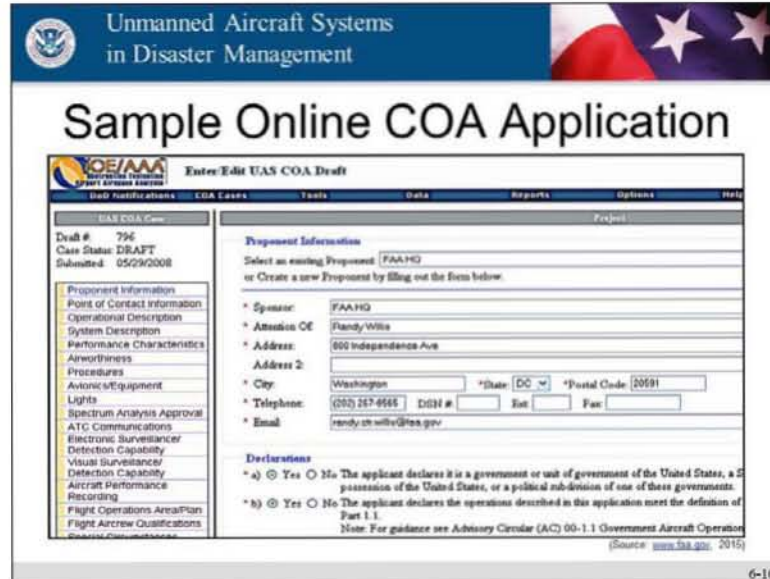 Unmanned Aircraft Systems
in Disaster Management
Sample Online COA Application
OE/AAA
Enter/Edit UAS COA Draft
DoD Notifications COA Cases Tools Data Reports Options Help
UAS COA Case
Project
Draft #: 796
Case Status: DRAFT
Submitted: 05/29/2008
Proponent Information
Point of Contact Information
Operational Description
System Description
Performance Characteristics
Airworthiness
Procedures
Avionics/Equipment
Lights
Spectrum Analysis Approval
ATC Communications
Electronic Surveillance/
Detection Capability
Visual Surveillance/
Detection Capability
Aircraft Performance
Recording
Flight Operations Area/Plan
Flight Aircrew Qualifications
Special Circumstances
Proponent Information
Select an existing Proponent: FAA HQ
or Create a new Proponent by filling out the form below.
* Sponsor: FAA HQ
* Attention Of: Randy Willis
* Address: 800 Independence Ave
Address 2:
* City: Washington *State: DC *Postal Code: 20591
* Telephone: (202) 267-8565 DSN #: Ext: Fax:
* Email:
Declarations
* a) Yes No The applicant declares it is a government or unit of government of the United States, a S
possession of the United States, or a political subdivision of one of these governments.
* b) Yes No The applicant declares the operations described in this application meet the definition of
Part 1.1.
Note: For guidance see Advisory Circular (AC) 00-1.1 Government Aircraft Operation
(Source: www.faa.gov, 2015)